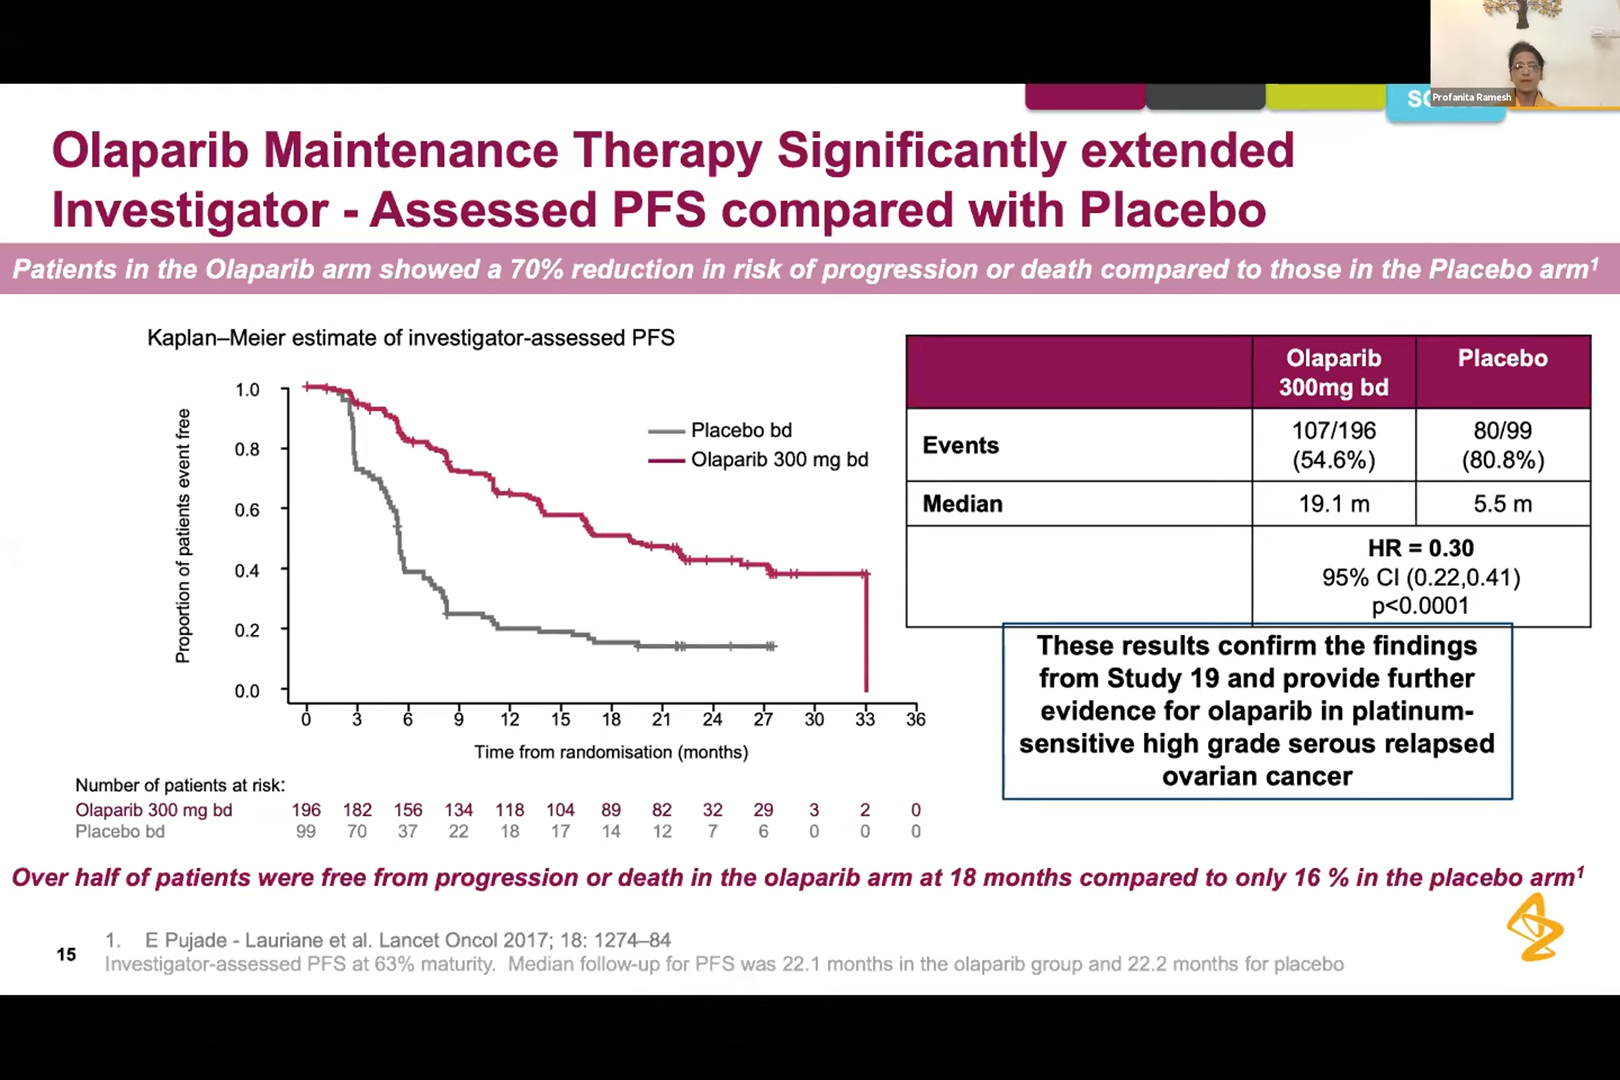 SO
Profanita Ramesh
Olaparib Maintenance Therapy Significantly extended
Investigator - Assessed PFS compared with Placebo
Patients in the Olaparib arm showed a 70% reduction in risk of progression or death compared to those in the Placebo arm¹
Kaplan–Meier estimate of investigator-assessed PFS
Proportion of patients event free
1.0
0.8
0.6
0.4
0.2
0.0
Placebo bd
Olaparib 300 mg bd
0 3 6 9 12 15 18 21 24 27 30 33 36
Time from randomisation (months)
Number of patients at risk:
Olaparib 300 mg bd 196 182 156 134 118 104 89 82 32 29 3 2 0
Placebo bd 99 70 37 22 18 17 14 12 7 6 0 0 0
Olaparib Placebo
300mg bd
107/196 80/99
Events
(54.6%) (80.8%)
Median 19.1 m 5.5 m
HR = 0.30
95% CI (0.22,0.41)
p<0.0001
These results confirm the findings
from Study 19 and provide further
evidence for olaparib in platinum-
sensitive high grade serous relapsed
ovarian cancer
Over half of patients were free from progression or death in the olaparib arm at 18 months compared to only 16 % in the placebo arm¹
15
1. E Pujade - Lauriane et al. Lancet Oncol 2017; 18: 1274–84
Investigator-assessed PFS at 63% maturity. Median follow-up for PFS was 22.1 months in the olaparib group and 22.2 months for placebo